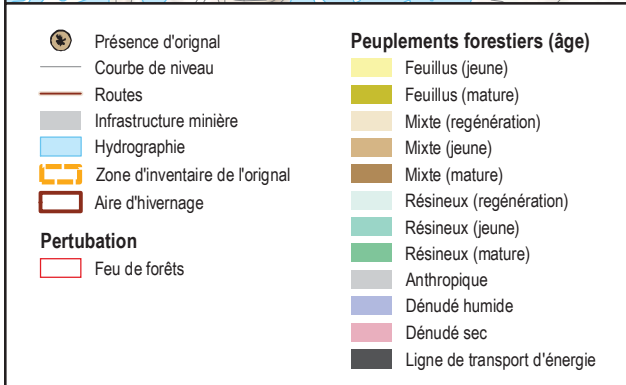 Présence d'orignal
Courbe de niveau
Routes
Infrastructure minière
Hydrographie
Zone d'inventaire de l'orignal
Aire d'hivernage
Pertubation
Feu de forêts
Peuplements forestiers (âge)
Feuillus (jeune)
Feuillus (mature)
Mixte (regénération)
Mixte (jeune)
Mixte (mature)
Résineux (regénération)
Résineux (jeune)
Résineux (mature)
Anthropique
Dénudé humide
Dénudé sec
Ligne de transport d'énergie